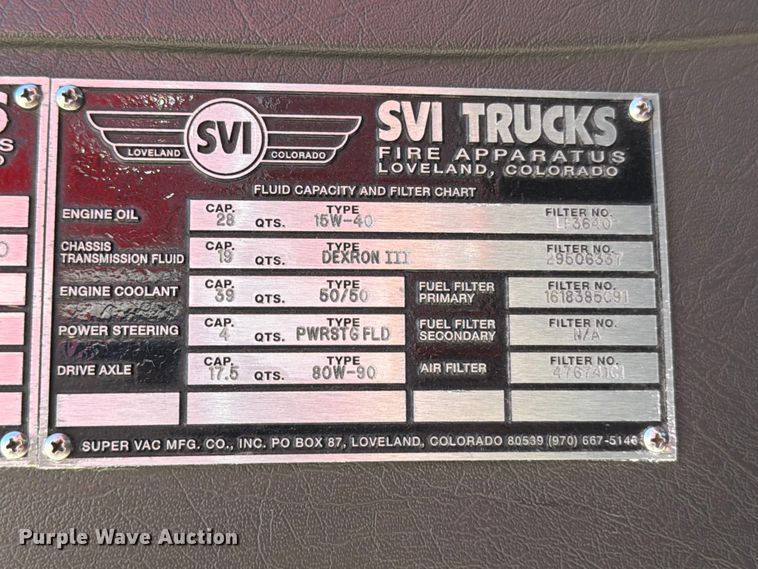 SVI
LOVELAND COLORADO
SVI TRUCKS
FIRE APPARATUS
LOVELAND, COLORADO
FLUID CAPACITY AND FILTER CHART
ENGINE OIL CAP. 28 QTS. TYPE 15W-40 FILTER NO. LF3640
CHASSIS
TRANSMISSION FLUID CAP. 19 QTS. TYPE DEXRON III FILTER NO. 29506337
ENGINE COOLANT CAP. 39 QTS. TYPE 50/50 FUEL FILTER PRIMARY FILTER NO. 1618385C91
POWER STEERING CAP. 4 QTS. TYPE PWRSTG FLD FUEL FILTER SECONDARY FILTER NO. N/A
DRIVE AXLE CAP. 17.5 QTS. TYPE 80W-90 AIR FILTER FILTER NO. 476741C1
SUPER VAC MFG. CO., INC. PO BOX 87, LOVELAND, COLORADO 80539 (970) 667-5146
Purple Wave Auction